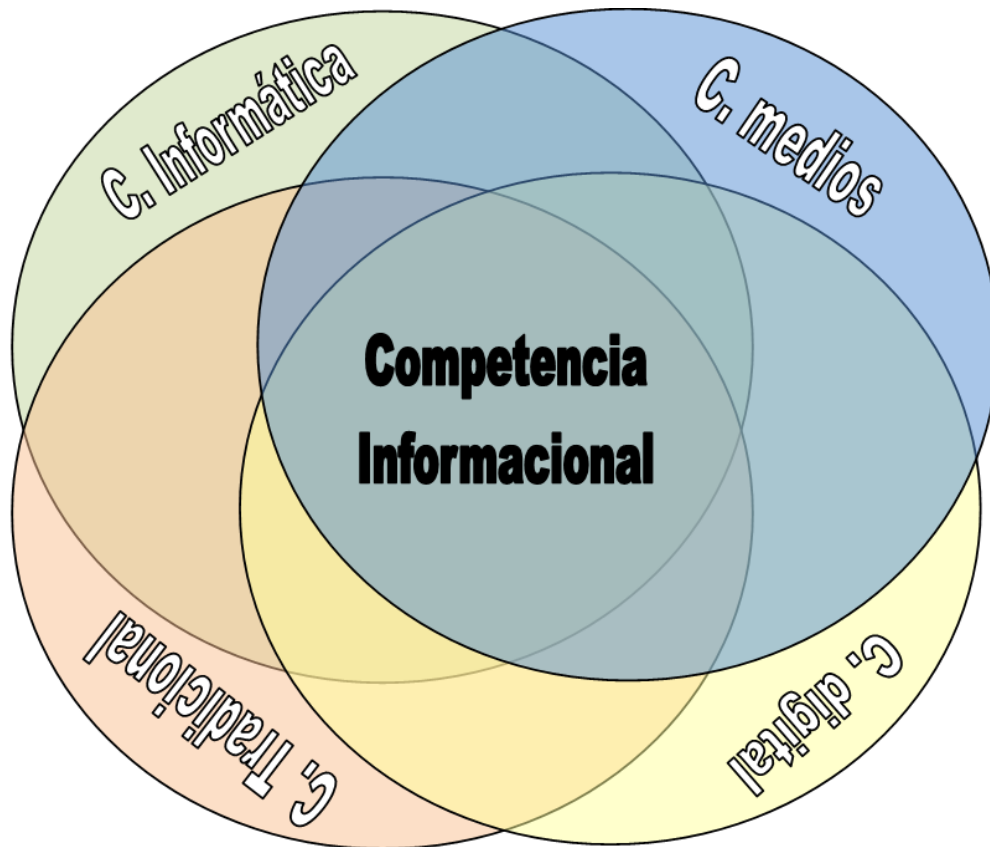 C. Informática
C. medios
Competencia
Informacional
C. Tradicional
C. digital